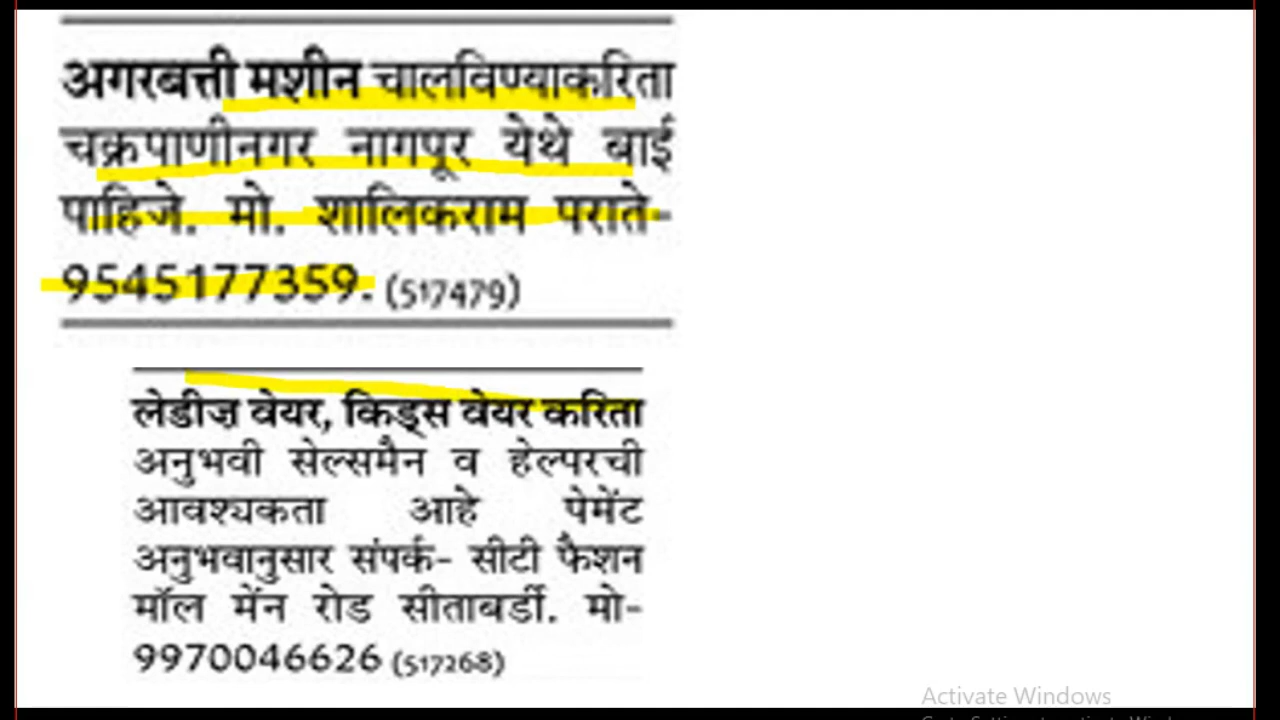 अगरबत्ती मशीन चालविण्याकरिता
चक्रपाणीनगर नागपूर येथे बाई
पाहिजे. मो. शालिकराम पराते-
9545177359. (517479)
लेडीज़ वेयर, किड्स वेयर करिता
अनुभवी सेल्समैन व हेल्परची
आवश्यकता आहे पेमेंट
अनुभवानुसार संपर्क- सीटी फैशन
मॉल मेंन रोड सीताबर्डी. मो-
9970046626 (517268)
Activate Windows